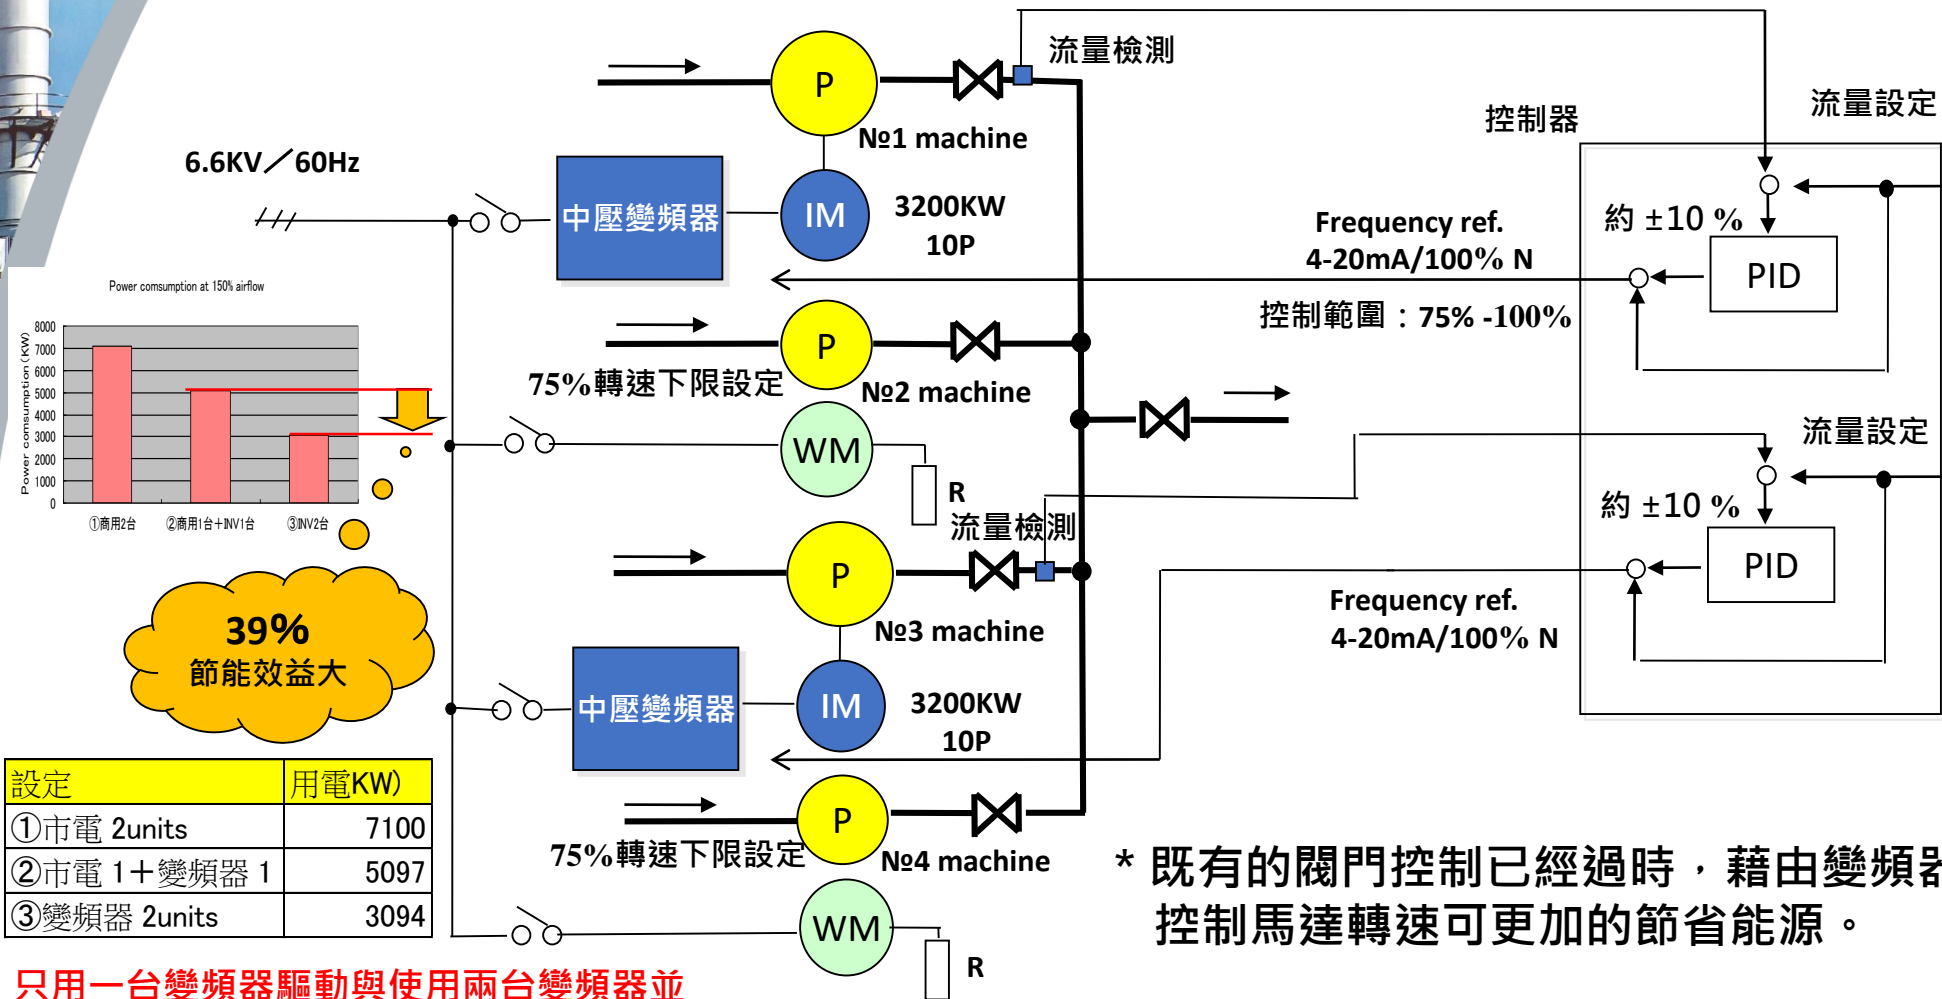 流量檢測
P
流量設定
控制器
№1 machine
6.6KV／60Hz
中壓變頻器
IM
3200KW
10P
Frequency ref.
4-20mA/100% N
約 ±10 %
PID
控制範圍：75% -100%
Power comsumption at 150% airflow
Power comsumption(KW)
8000
7000
6000
5000
4000
3000
2000
1000
0
①商用2台
②商用1台＋INV1台
③INV2台
P
75%轉速下限設定
№2 machine
WM
R
流量設定
流量檢測
約 ±10 %
PID
P
№3 machine
Frequency ref.
4-20mA/100% N
39%
節能效益大
中壓變頻器
IM
3200KW
10P
設定 用電KW)
①市電 2units 7100
②市電 1＋變頻器 1 5097
③變頻器 2units 3094
P
75%轉速下限設定
№4 machine
WM
R
* 既有的閥門控制已經過時，藉由變頻器
控制馬達轉速可更加的節省能源。
只用一台變頻器驅動與使用兩台變頻器並